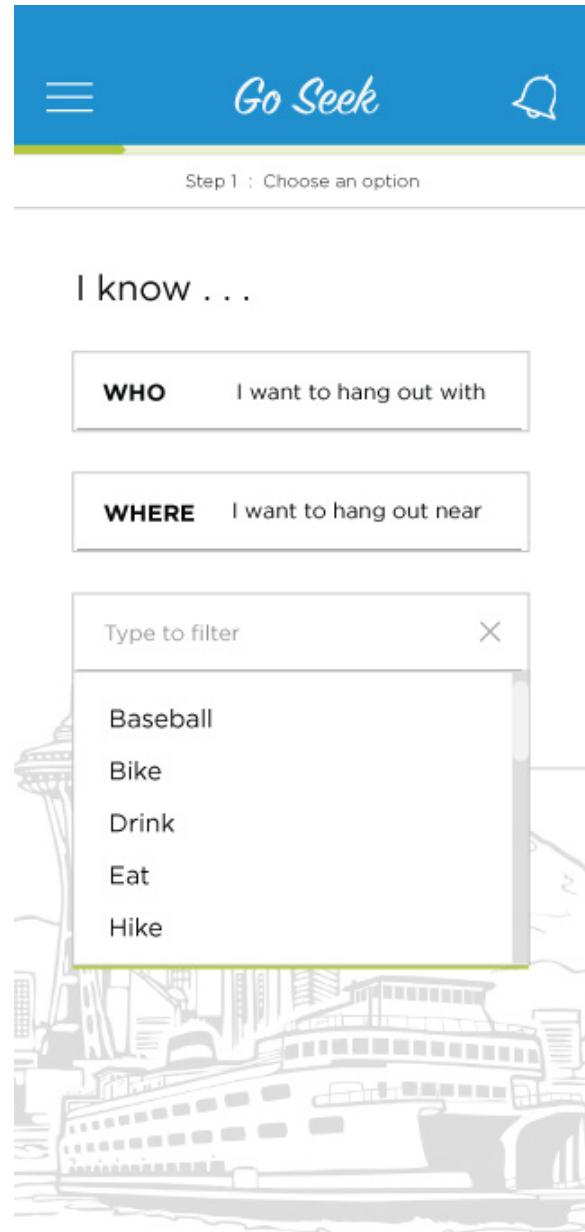 Go Seek
Step 1 : Choose an option
I know . . .
WHO I want to hang out with
WHERE I want to hang out near
Type to filter
Baseball
Bike
Drink
Eat
Hike